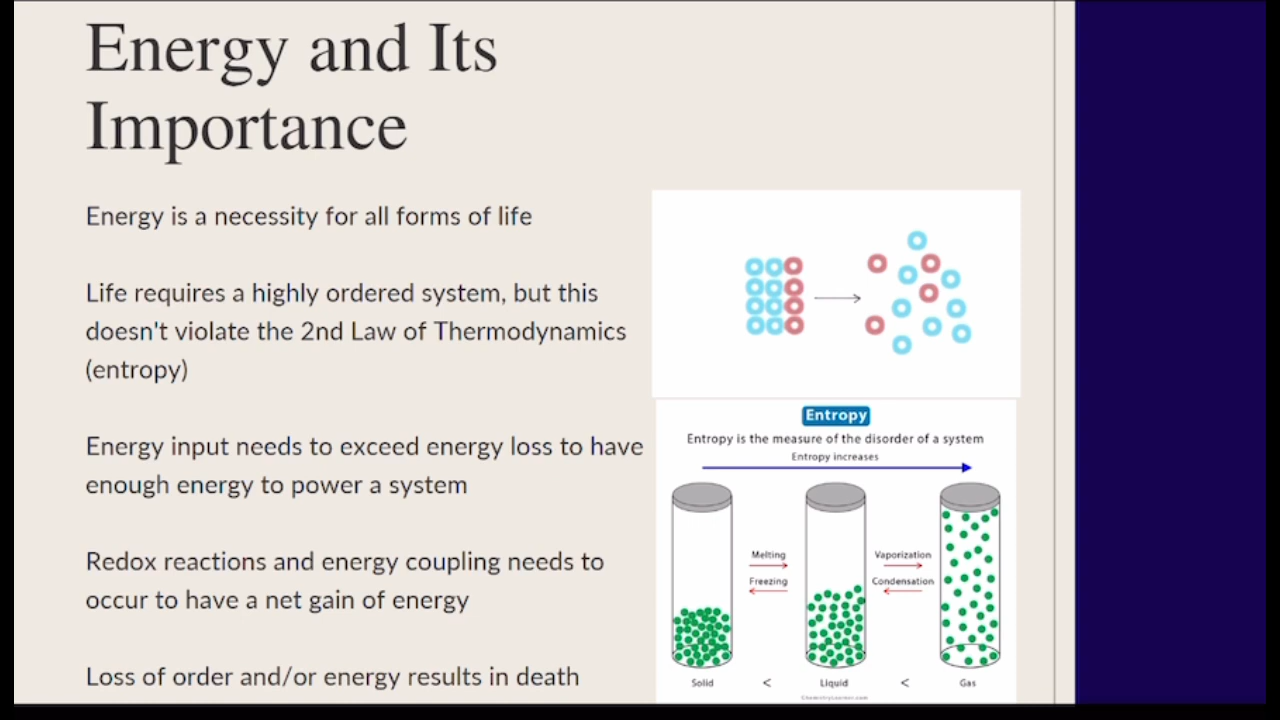 Energy and Its
Importance
Energy is a necessity for all forms of life
Life requires a highly ordered system, but this
doesn't violate the 2nd Law of Thermodynamics
(entropy)
Energy input needs to exceed energy loss to have
enough energy to power a system
Redox reactions and energy coupling needs to
occur to have a net gain of energy
Loss of order and/or energy results in death
Entropy
Entropy is the measure of the disorder of a system
Entropy increases
Melting
Freezing
Vaporization
Condensation
Solid < Liquid < Gas
ChemistryLearner.com